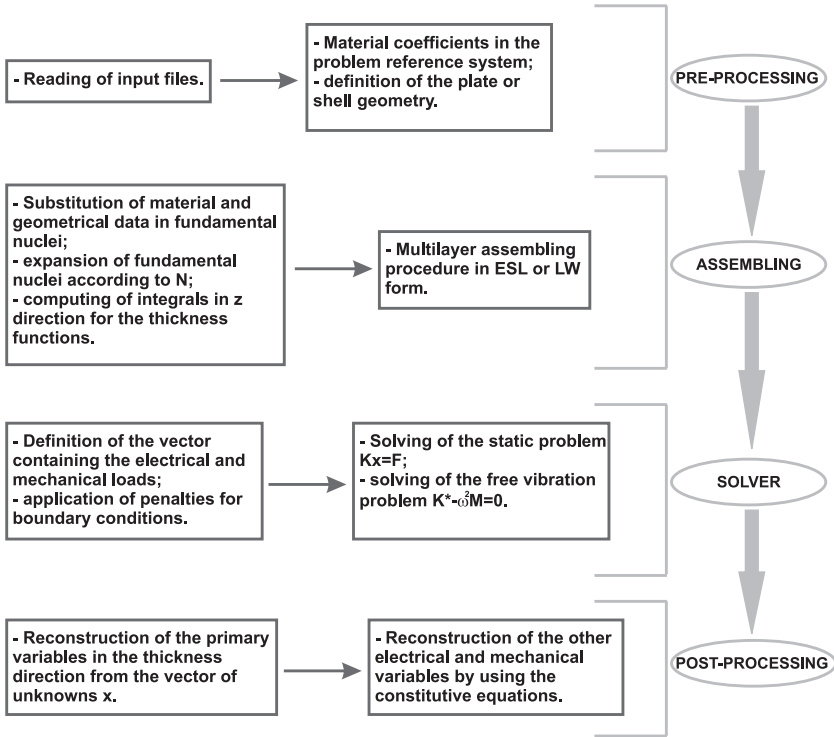 - Reading of input files.
- Material coefficients in the
problem reference system;
- definition of the plate or
shell geometry.
PRE-PROCESSING
- Substitution of material and
geometrical data in fundamental
nuclei;
- expansion of fundamental
nuclei according to N;
- computing of integrals in z
direction for the thickness
functions.
- Multilayer assembling
procedure in ESL or LW
form.
ASSEMBLING
- Definition of the vector
containing the electrical and
mechanical loads;
- application of penalties for
boundary conditions.
- Solving of the static problem
Kx=F;
- solving of the free vibration
problem K*-ω²M=0.
SOLVER
- Reconstruction of the primary
variables in the thickness
direction from the vector of
unknowns x.
- Reconstruction of the other
electrical and mechanical
variables by using the
constitutive equations.
POST-PROCESSING